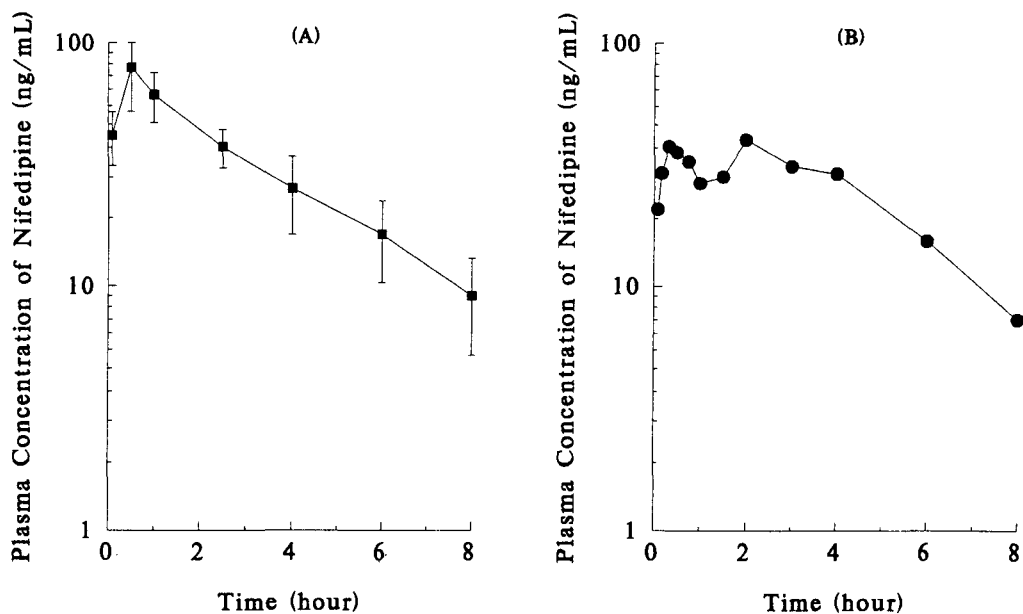 (A)
Plasma Concentration of Nifedipine (ng/mL)
100
10
1
0 2 4 6 8
Time (hour)
(B)
Plasma Concentration of Nifedipine (ng/mL)
100
10
1
0 2 4 6 8
Time (hour)